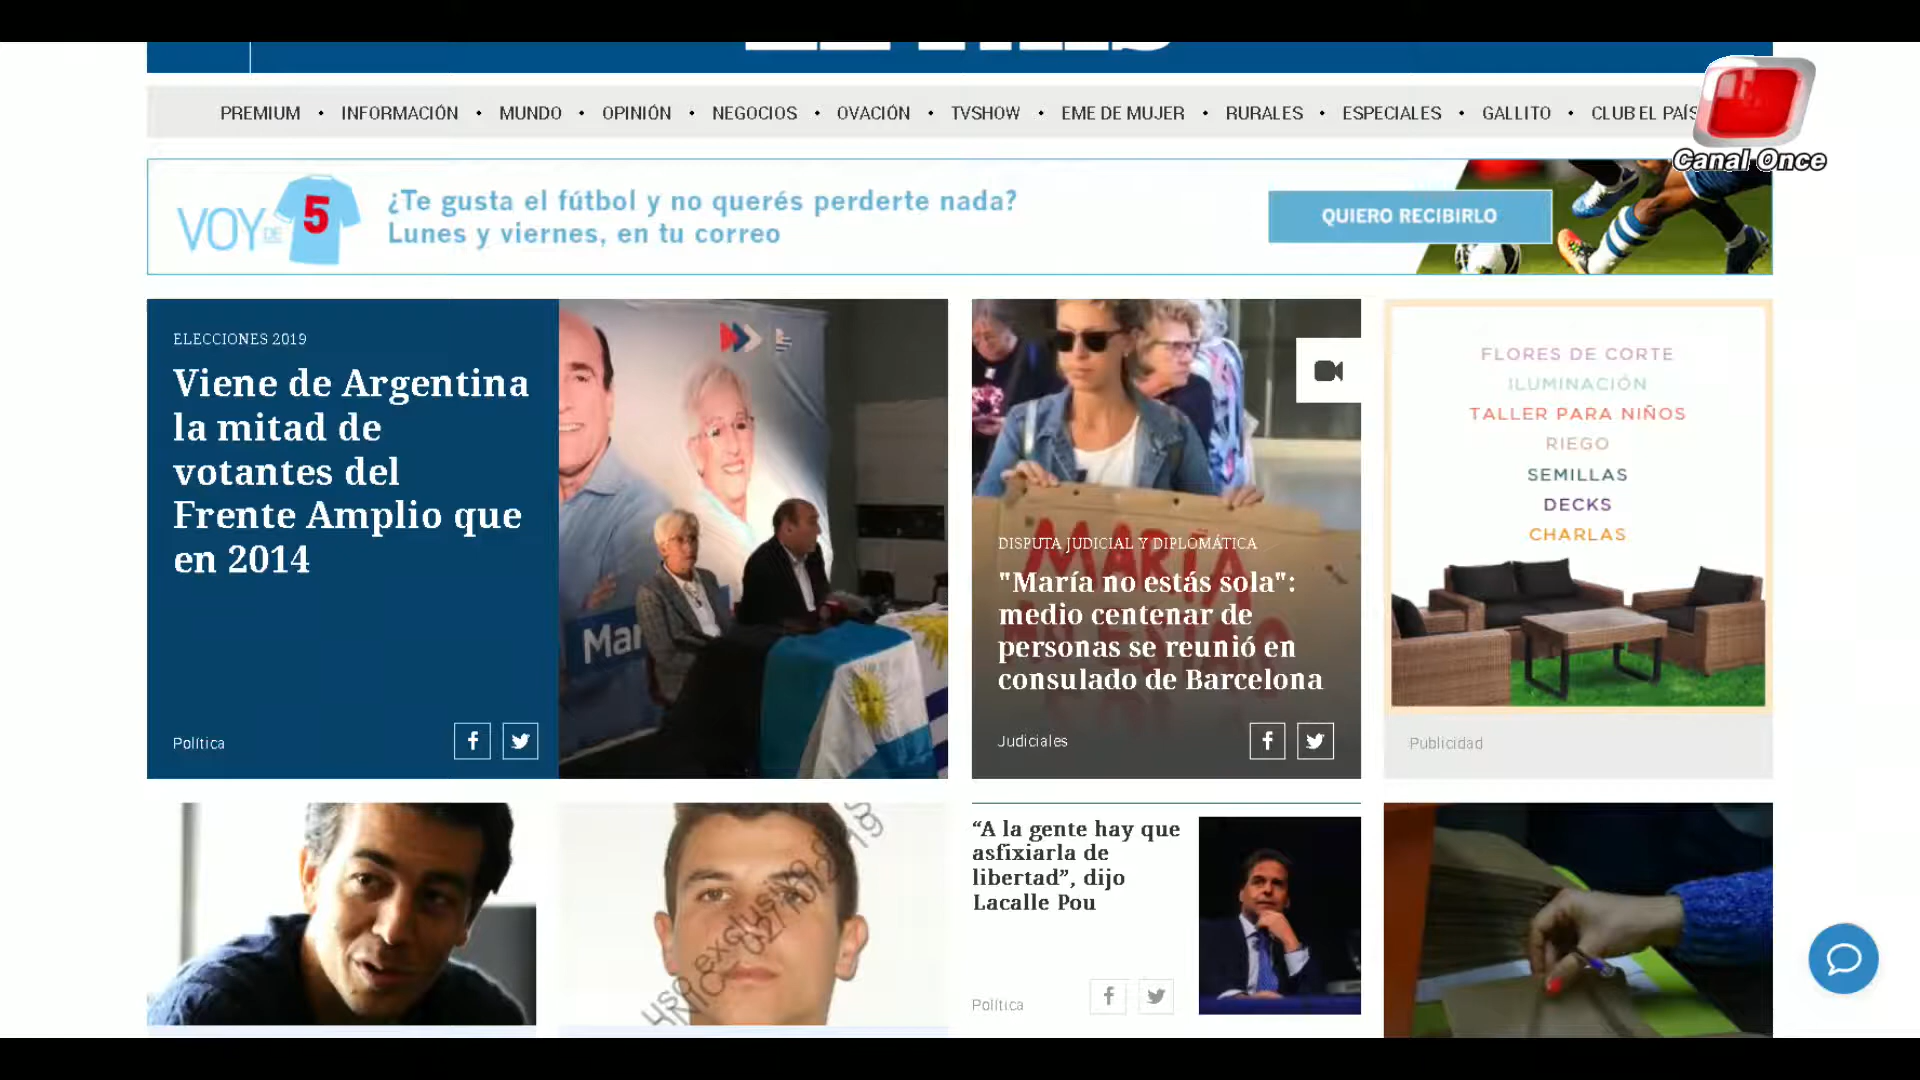 PREMIUM • INFORMACIÓN • MUNDO • OPINIÓN • NEGOCIOS • OVACIÓN • TVSHOW • EME DE MUJER • RURALES • ESPECIALES • GALLITO • CLUB EL PAÍS
Canal Once
VOY DE 5
¿Te gusta el fútbol y no querés perderte nada?
Lunes y viernes, en tu correo
QUIERO RECIBIRLO
ELECCIONES 2019
Viene de Argentina
la mitad de
votantes del
Frente Amplio que
en 2014
Política
DISPUTA JUDICIAL Y DIPLOMÁTICA
"María no estás sola":
medio centenar de
personas se reunió en
consulado de Barcelona
Judiciales
MARÍA
FLORES DE CORTE
ILUMINACIÓN
TALLER PARA NIÑOS
RIEGO
SEMILLAS
DECKS
CHARLAS
Publicidad
“A la gente hay que
asfixiarla de
libertad”, dijo
Lacalle Pou
Política